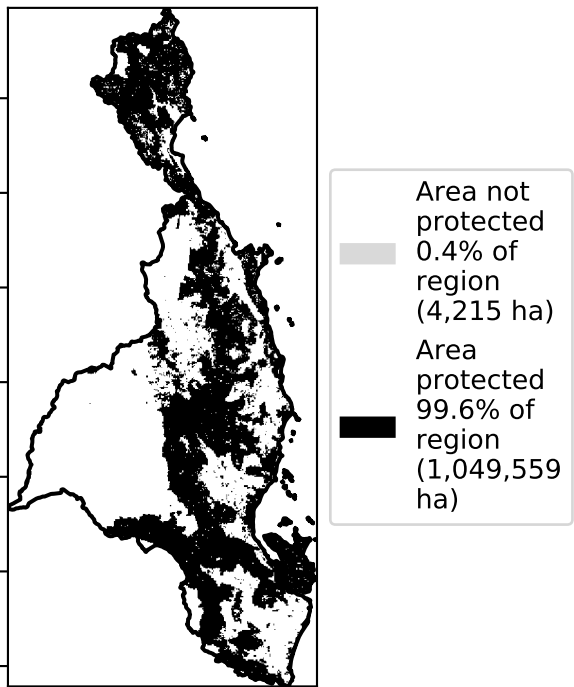 Area not
protected
0.4% of
region
(4,215 ha)
Area
protected
99.6% of
region
(1,049,559
ha)